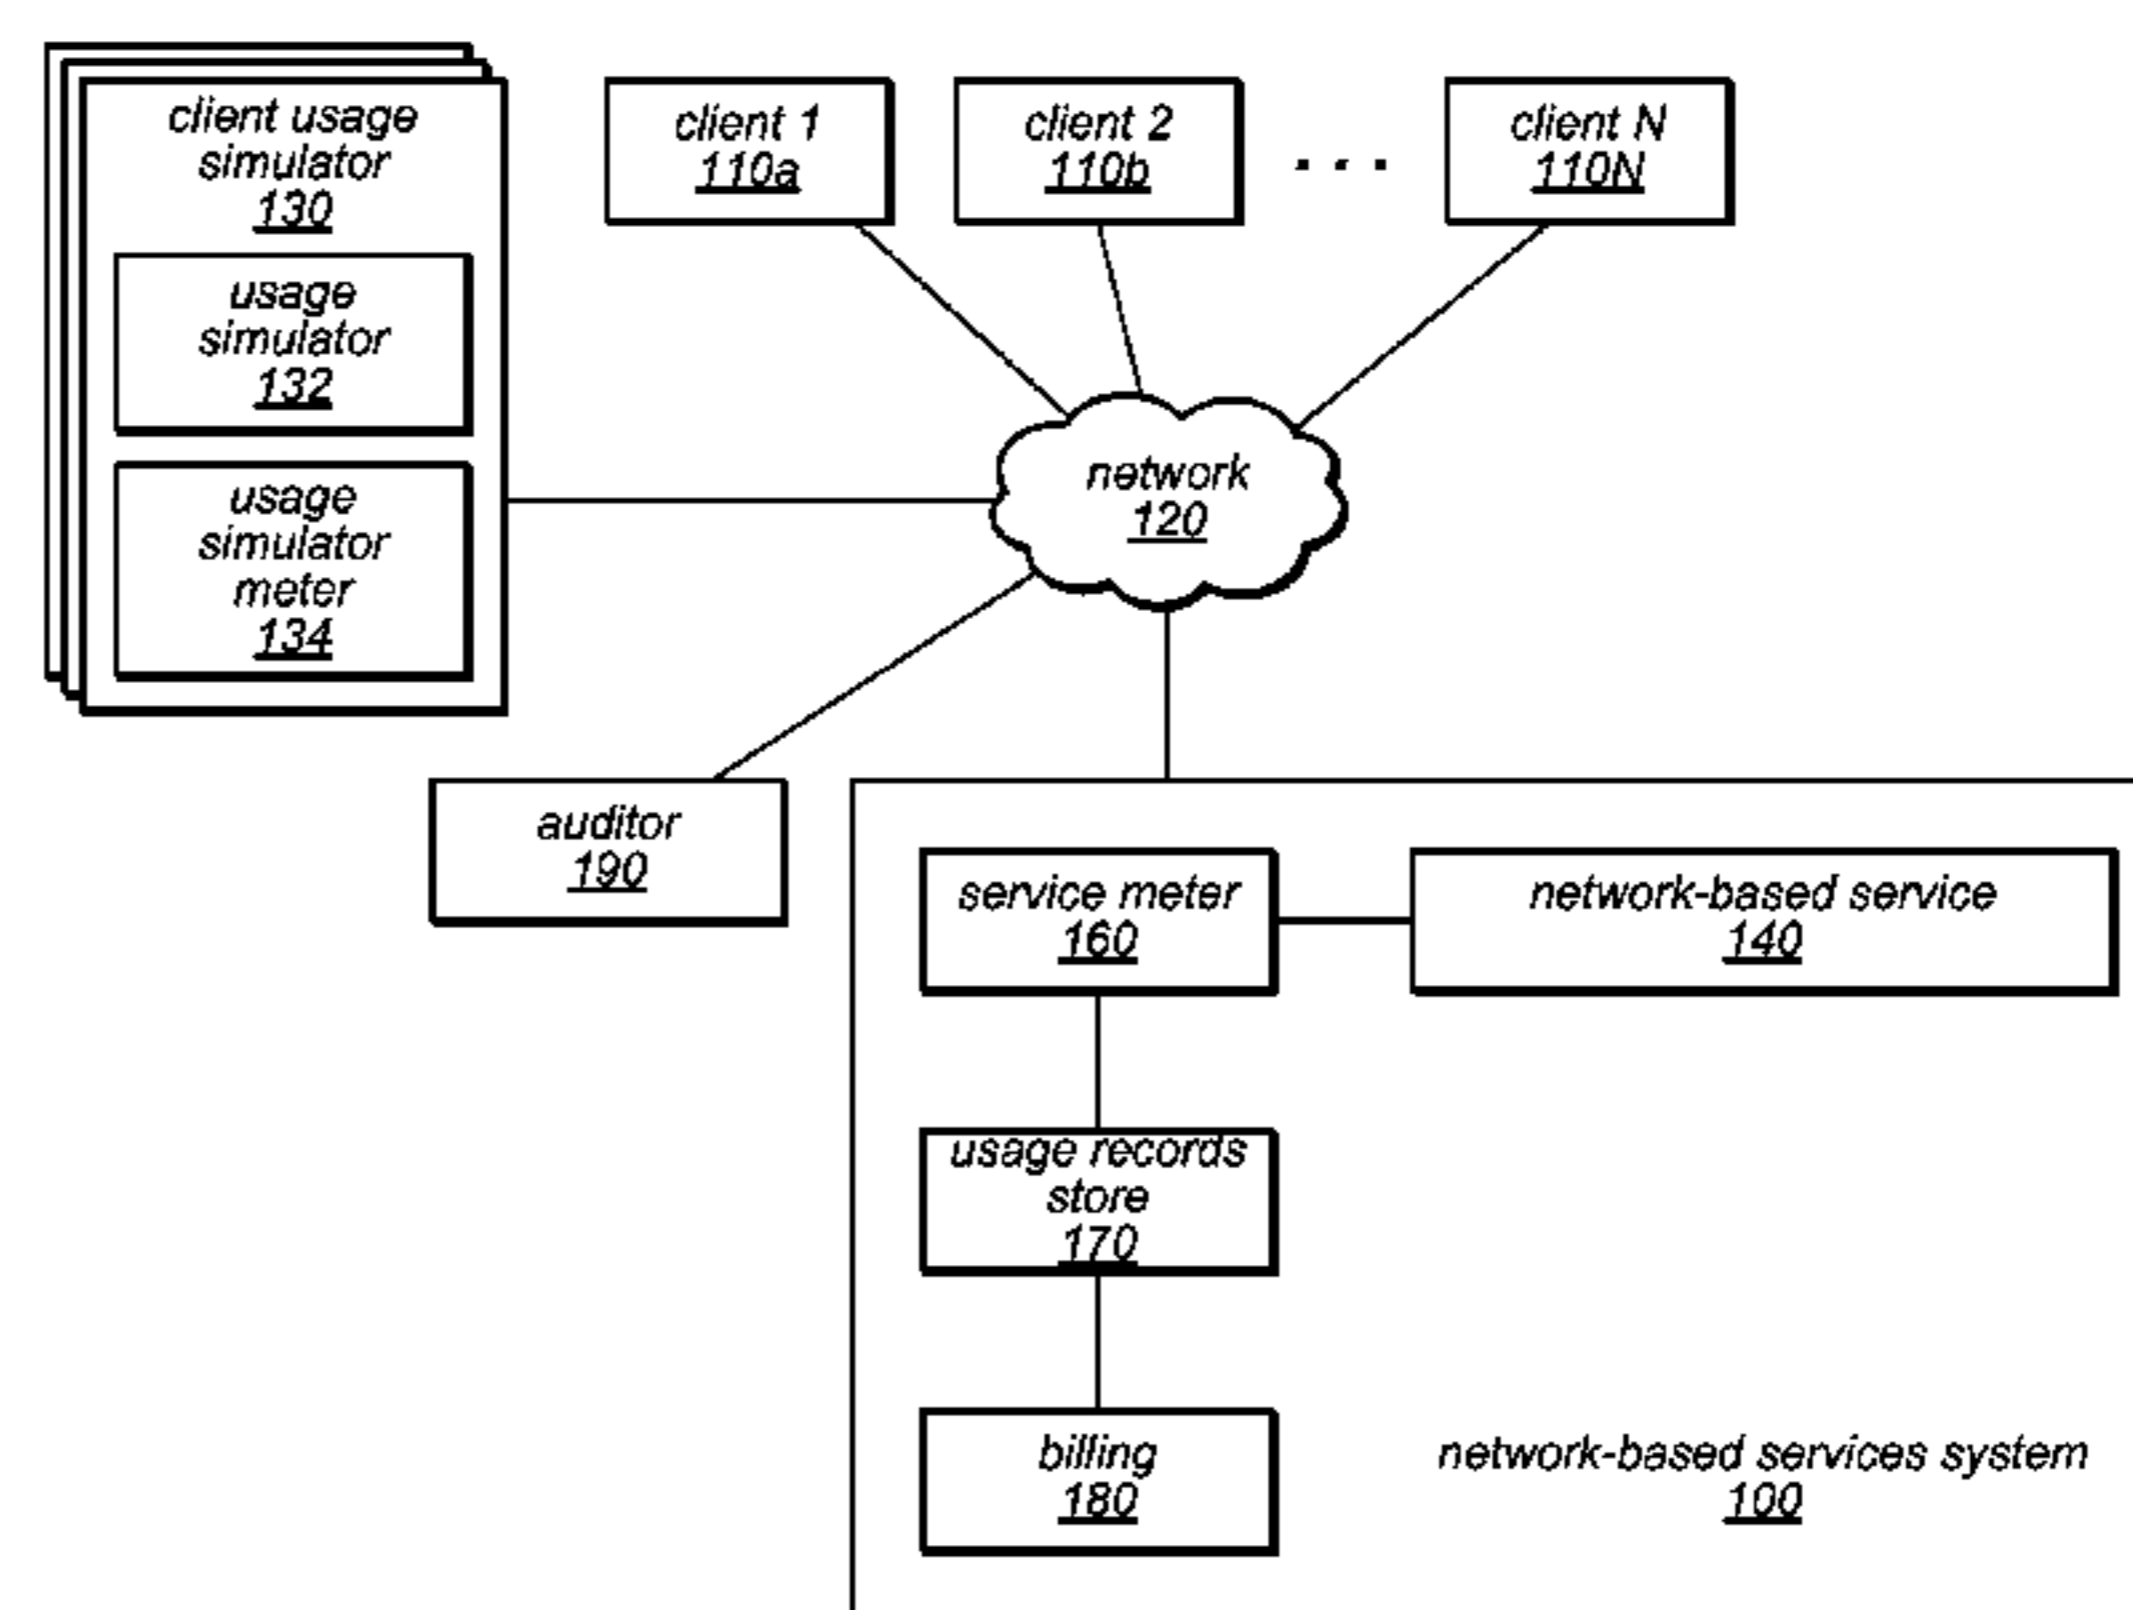 client usage
simulator
130
usage
simulator
132
usage
simulator
meter
134
client 1
110a
client 2
110b
. . .
client N
110N
network
120
auditor
190
service meter
160
network-based service
140
usage records
store
170
billing
180
network-based services system
100